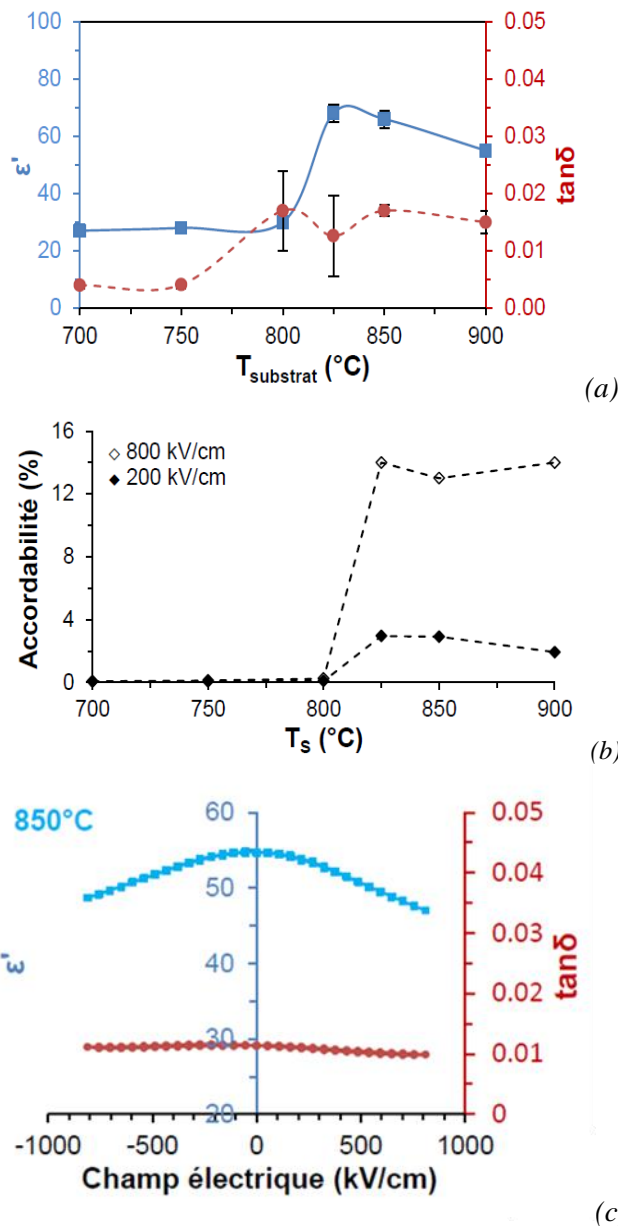 100
80
60
40
20
0
ε'
0.05
0.04
0.03
0.02
0.01
0.00
tanδ
700 750 800 850 900
T_substrat (°C)
(a)
16
12
8
4
0
Accordabilité (%)
◇ 800 kV/cm
◆ 200 kV/cm
700 750 800 850 900
T_S (°C)
(b)
850°C
60
50
40
30
20
ε'
0.05
0.04
0.03
0.02
0.01
0
tanδ
-1000 -500 0 500 1000
Champ électrique (kV/cm)
(c